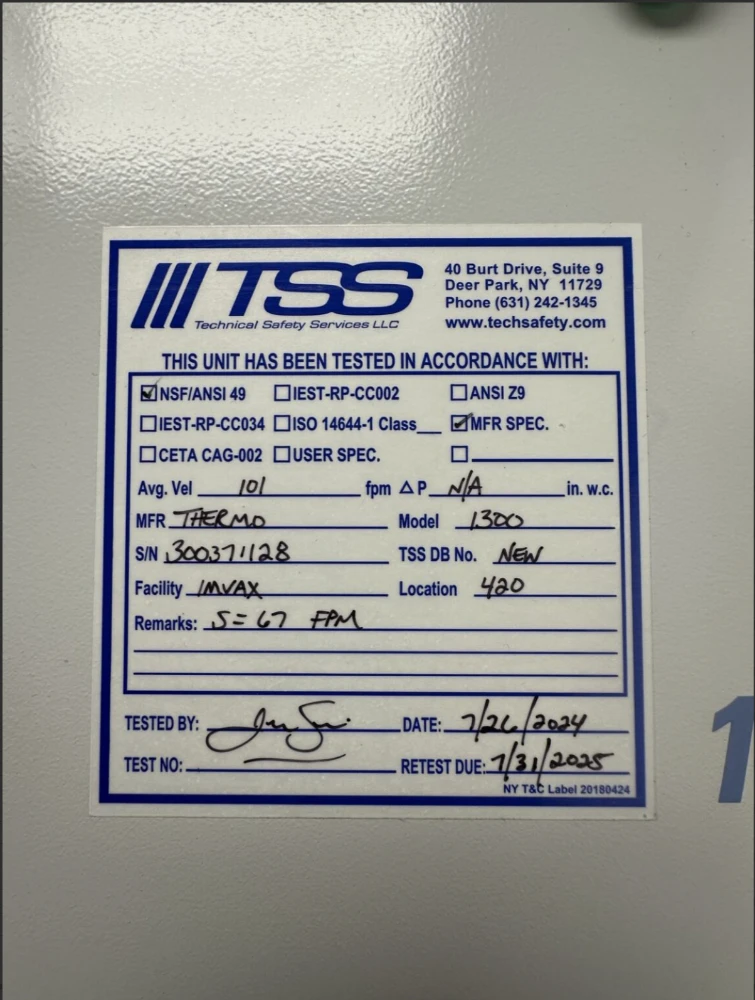 TSS
Technical Safety Services LLC
40 Burt Drive, Suite 9
Deer Park, NY 11729
Phone (631) 242-1345
www.techsafety.com
THIS UNIT HAS BEEN TESTED IN ACCORDANCE WITH:
☑NSF/ANSI 49 ☐IEST-RP-CC002 ☐ANSI Z9
☐IEST-RP-CC034 ☐ISO 14644-1 Class___ ☑MFR SPEC.
☐CETA CAG-002 ☐USER SPEC. ☐
Avg. Vel 101 fpm Δ P N/A in. w.c.
MFR THERMO Model 1300
S/N 300371128 TSS DB No. NEW
Facility IMVAX Location 420
Remarks: S= 67 FPM
TESTED BY: DATE: 7/26/2024
TEST NO: RETEST DUE: 7/31/2025
NY T&C Label 20180424
1